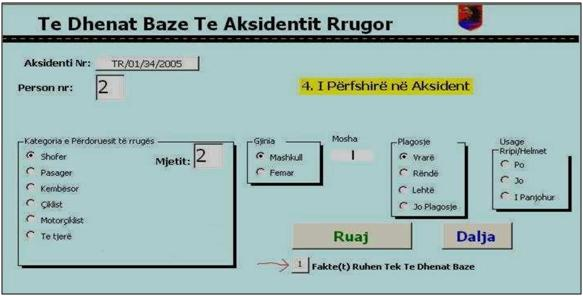 Te Dhenat Baze Te Aksidentit Rrugor
Aksidenti Nr: TR/01/34/2005
Person nr: 2
4. I Përfshirë në Aksident
Kategoria e Përdoruesit të rrugës
Mjetit: 2
Shofer
Pasager
Kembësor
Çiklist
Motorçiklist
Te tjerë
Gjinia
Mashkull
Femar
Mosha
Plagosje
Vrarë
Rëndë
Lehtë
Jo Plagosje
Usage
Rripi/Helmet
Po
Jo
I Panjohur
Ruaj
Dalja
1 Fakte(t) Ruhen Tek Te Dhenat Baze